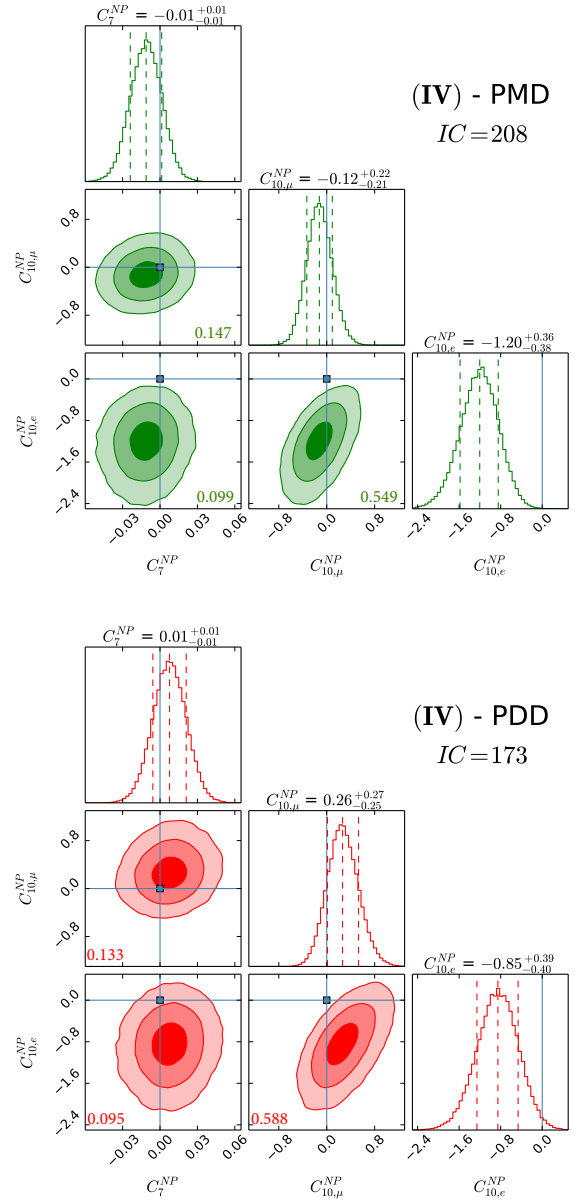 C_7^{NP} = −0.01^{+0.01}_{−0.01}
(IV) - PMD
IC=208
C_{10,μ}^{NP} = −0.12^{+0.22}_{−0.21}
0.8
0.0
−0.8
C_{10,μ}^{NP}
0.147
C_{10,e}^{NP} = −1.20^{+0.36}_{−0.38}
0.0
−0.8
−1.6
−2.4
C_{10,e}^{NP}
0.099
0.549
−0.03 0.00 0.03 0.06
−0.8 0.0 0.8
−2.4 −1.6 −0.8 0.0
C_7^{NP} C_{10,μ}^{NP} C_{10,e}^{NP}
C_7^{NP} = 0.01^{+0.01}_{−0.01}
(IV) - PDD
IC=173
C_{10,μ}^{NP} = 0.26^{+0.27}_{−0.25}
0.8
0.0
−0.8
C_{10,μ}^{NP}
0.133
C_{10,e}^{NP} = −0.85^{+0.39}_{−0.40}
0.0
−0.8
−1.6
−2.4
C_{10,e}^{NP}
0.095
0.588
−0.03 0.00 0.03 0.06
−0.8 0.0 0.8
−2.4 −1.6 −0.8 0.0
C_7^{NP} C_{10,μ}^{NP} C_{10,e}^{NP}